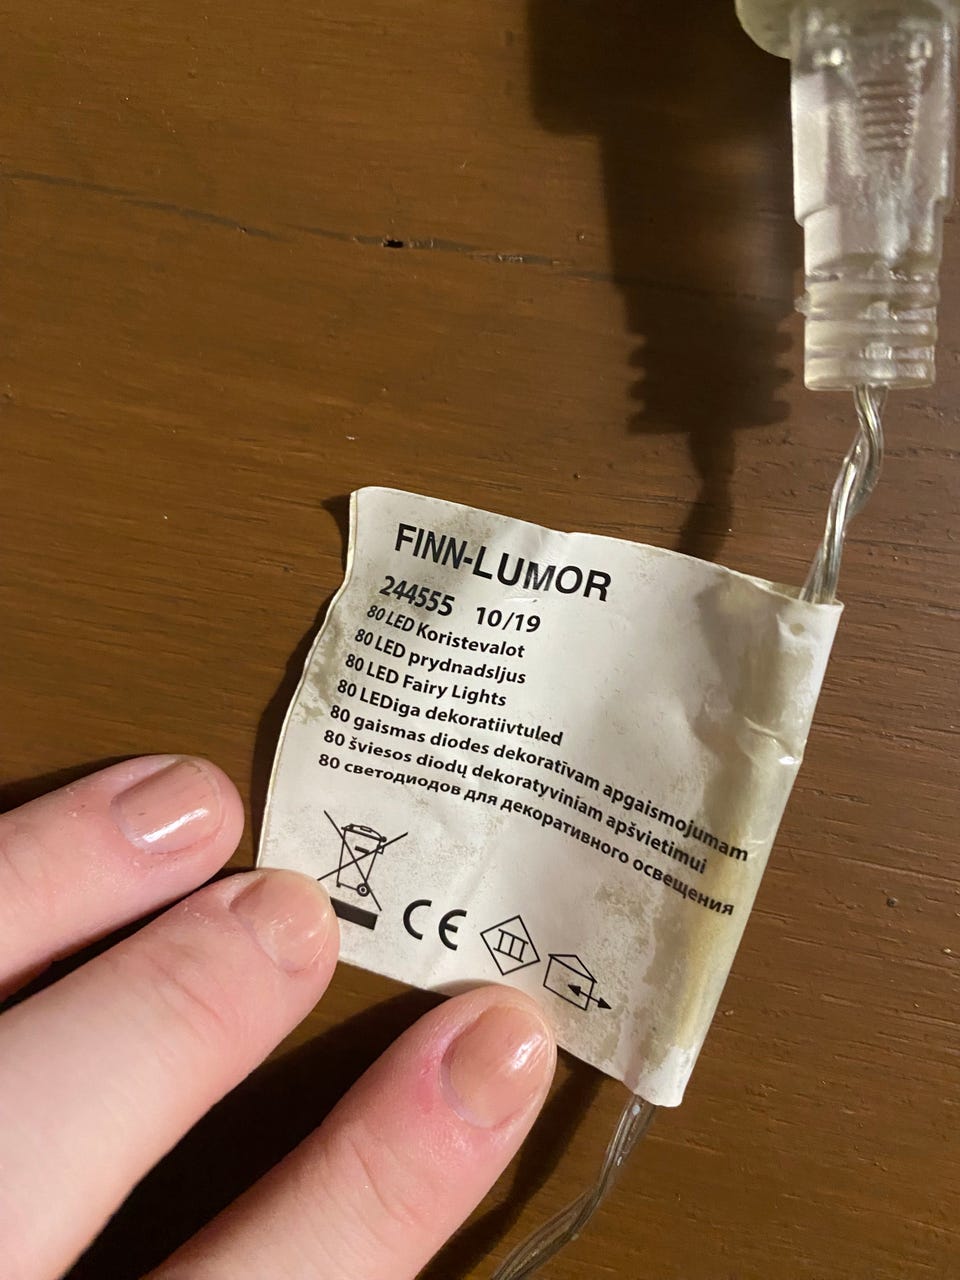 FINN-LUMOR
244555 10/19
80 LED Koristevalot
80 LED prydnadsljus
80 LED Fairy Lights
80 LEDiga dekoratiivtuled
80 gaismas diodes dekoratīvam apgaismojumam
80 šviesos diodų dekoratyviniam apšvietimui
80 светодиодов для декоративного освещения
CE III